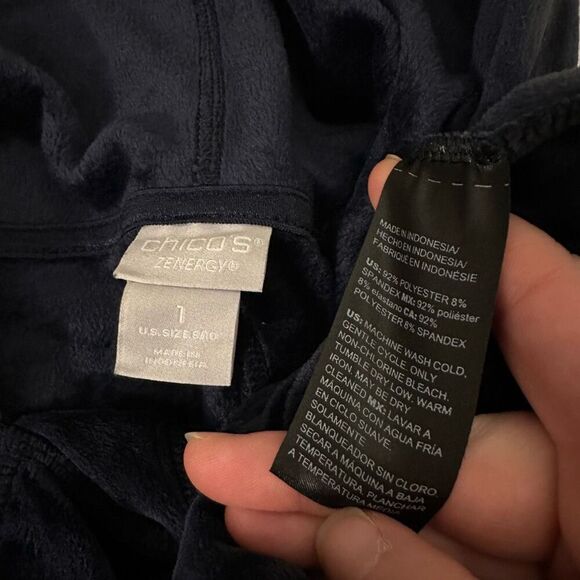 chico's®
ZENERGY®
1
U.S. SIZE 8/10
MADE IN
INDONESIA
MADE IN INDONESIA/
HECHO EN INDONESIA/
FABRIQUÉ EN INDONÉSIE
US: 92% POLYESTER 8%
SPANDEX MX: 92% poliéster
8% elastano CA: 92%
POLYESTER 8% SPANDEX
US: MACHINE WASH COLD,
GENTLE CYCLE. ONLY
NON-CHLORINE BLEACH.
TUMBLE DRY LOW. WARM
IRON. MAY BE DRY
CLEANED MX: LAVAR A
MÁQUINA CON AGUA FRÍA
EN CICLO SUAVE.
SOLAMENTE
BLANQUEADOR SIN CLORO.
SECAR A MÁQUINA A BAJA
TEMPERATURA. PLANCHAR
A TEMPERATURA MEDIA